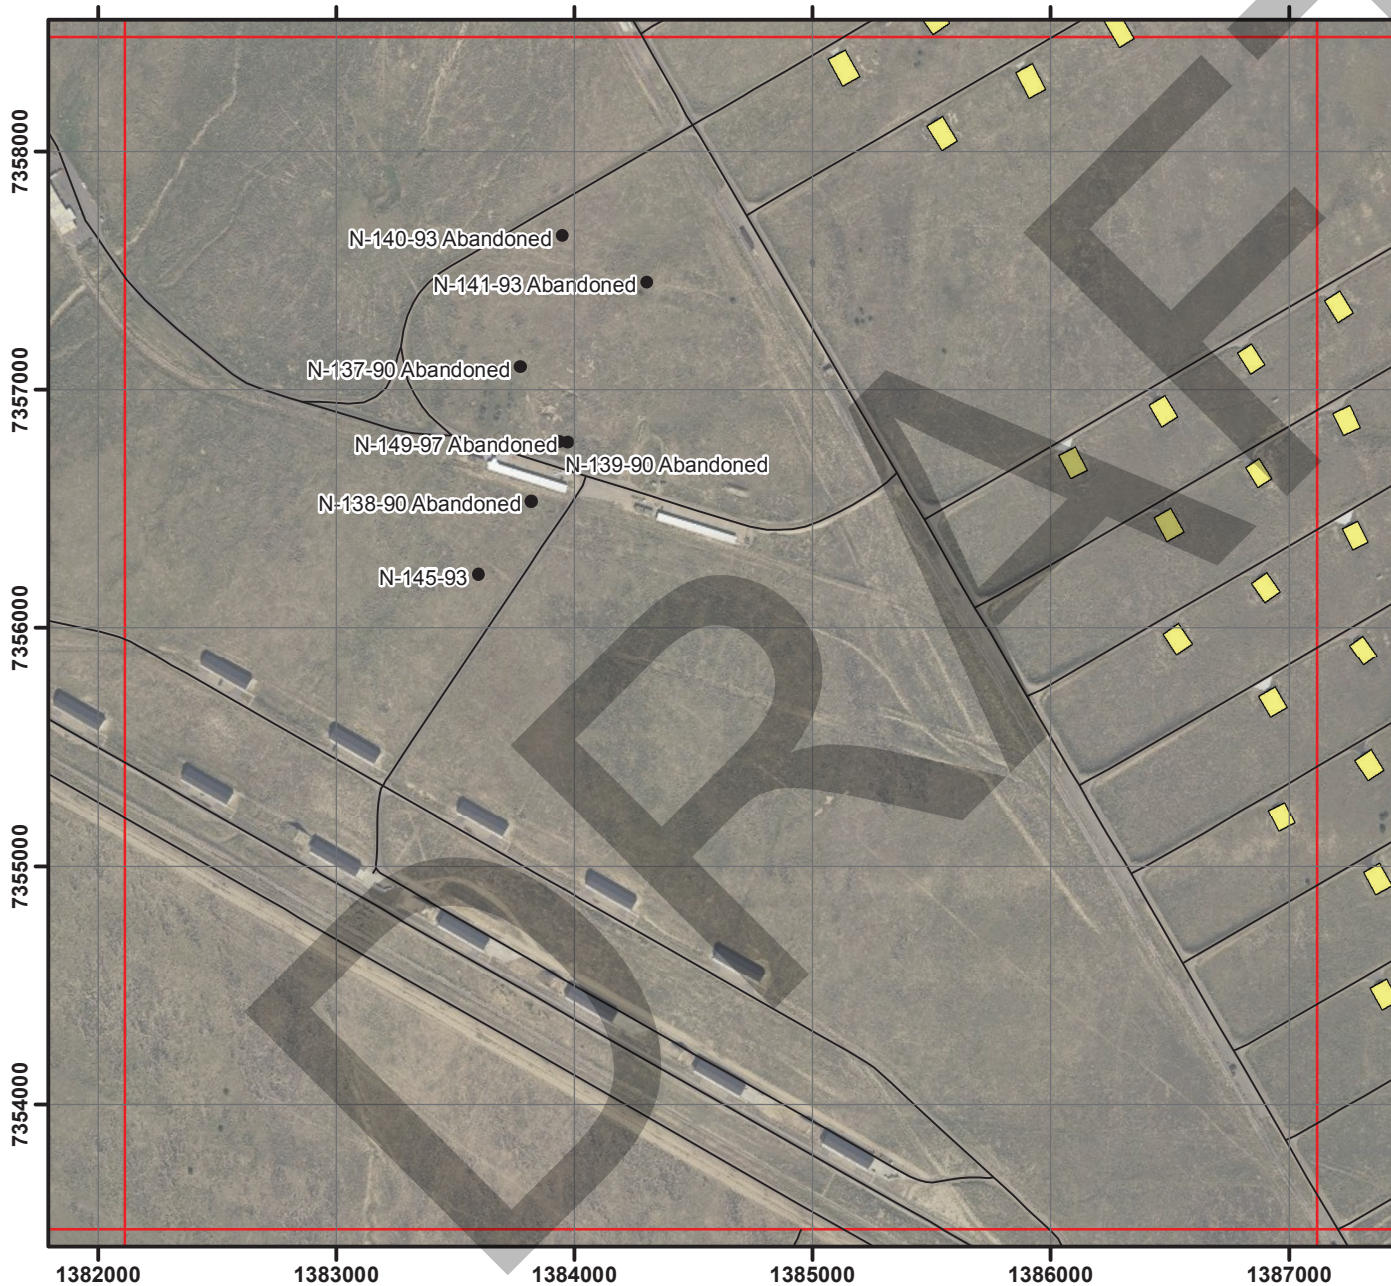 7358000
7357000
7356000
7355000
7354000
N-140-93 Abandoned
N-141-93 Abandoned
N-137-90 Abandoned
N-149-97 Abandoned
N-139-90 Abandoned
N-138-90 Abandoned
N-145-93
DRAFT
1382000
1383000
1384000
1385000
1386000
1387000